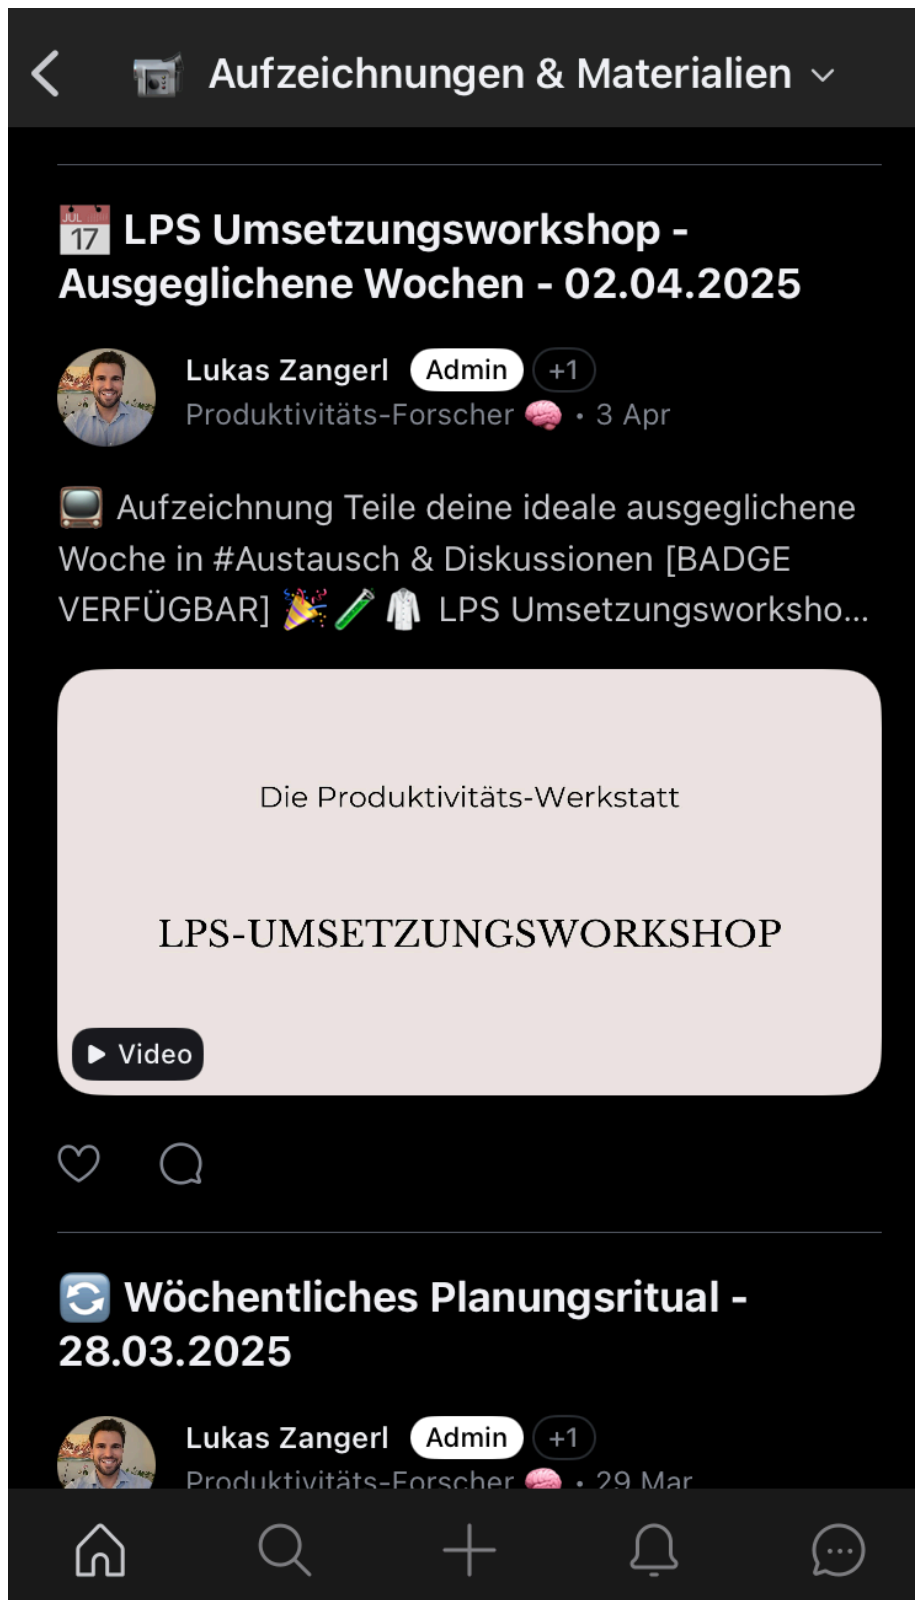 Aufzeichnungen & Materialien
JUL
17
LPS Umsetzungsworkshop -
Ausgeglichene Wochen - 02.04.2025
Lukas Zangerl Admin +1
Produktivitäts-Forscher 🧠 • 3 Apr
📺 Aufzeichnung Teile deine ideale ausgeglichene
Woche in #Austausch & Diskussionen [BADGE
VERFÜGBAR] 🎉🧪🥼 LPS Umsetzungsworksho...
Die Produktivitäts-Werkstatt
LPS-UMSETZUNGSWORKSHOP
Video
🔄 Wöchentliches Planungsritual -
28.03.2025
Lukas Zangerl Admin +1
Produktivitäts-Forscher 🧠 • 29 Mar